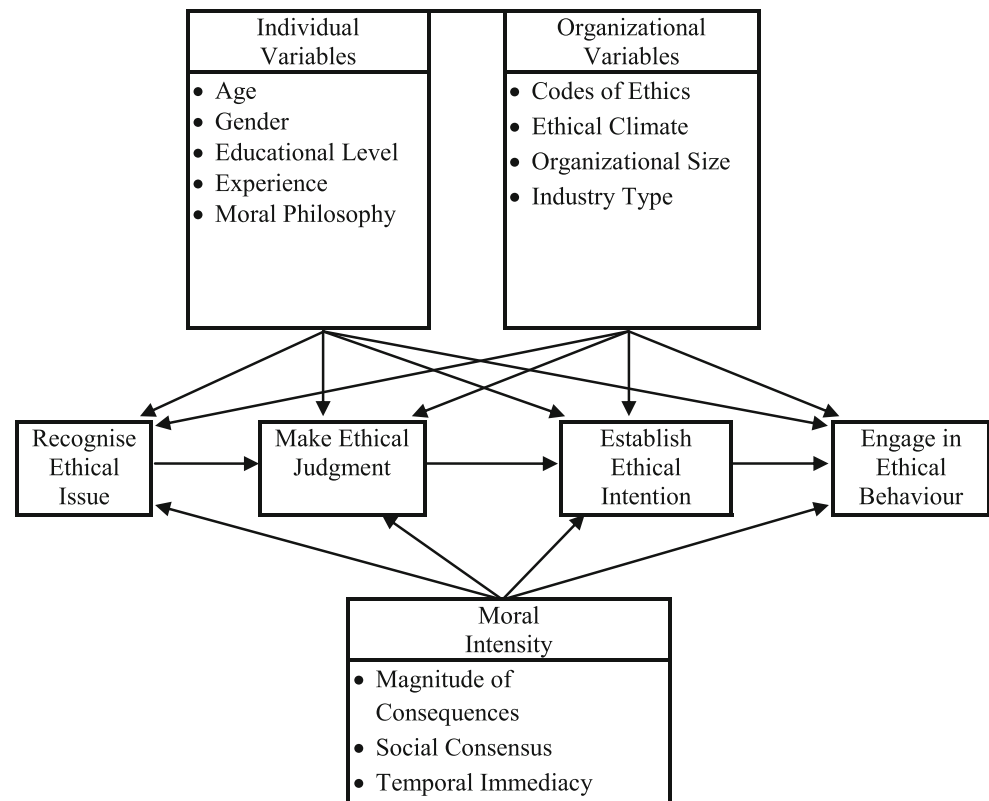 Individual
Variables
• Age
• Gender
• Educational Level
• Experience
• Moral Philosophy
Organizational
Variables
• Codes of Ethics
• Ethical Climate
• Organizational Size
• Industry Type
Recognise
Ethical
Issue
Make Ethical
Judgment
Establish
Ethical
Intention
Engage in
Ethical
Behaviour
Moral
Intensity
• Magnitude of
Consequences
• Social Consensus
• Temporal Immediacy